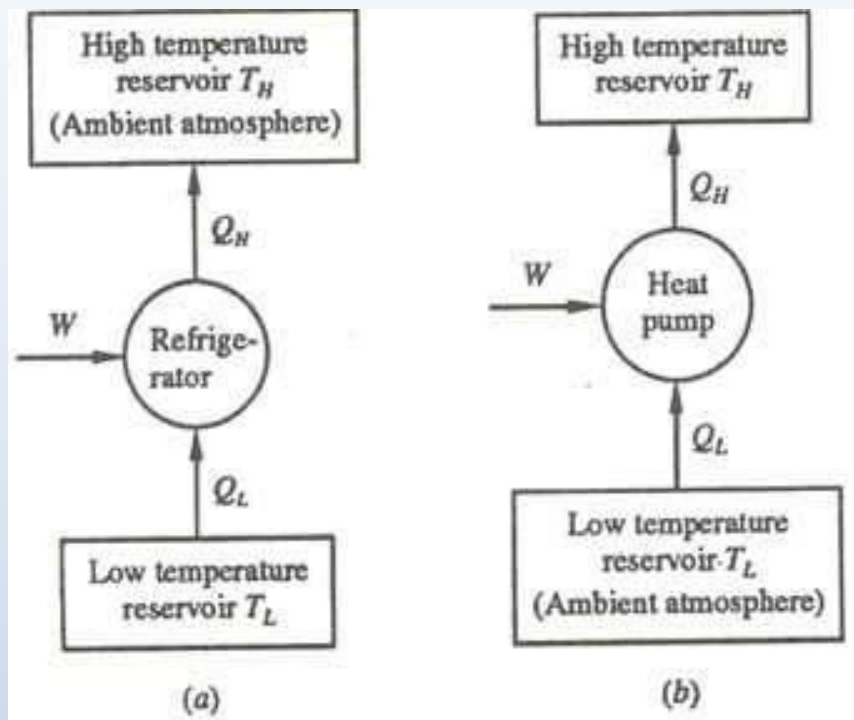 High temperature
reservoir T_H
(Ambient atmosphere)
Q_H
W
Refrige-
rator
Q_L
Low temperature
reservoir T_L
(a)
High temperature
reservoir T_H
Q_H
W
Heat
pump
Q_L
Low temperature
reservoir T_L
(Ambient atmosphere)
(b)